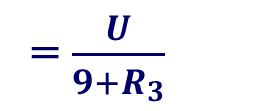 = U / 9+R₃